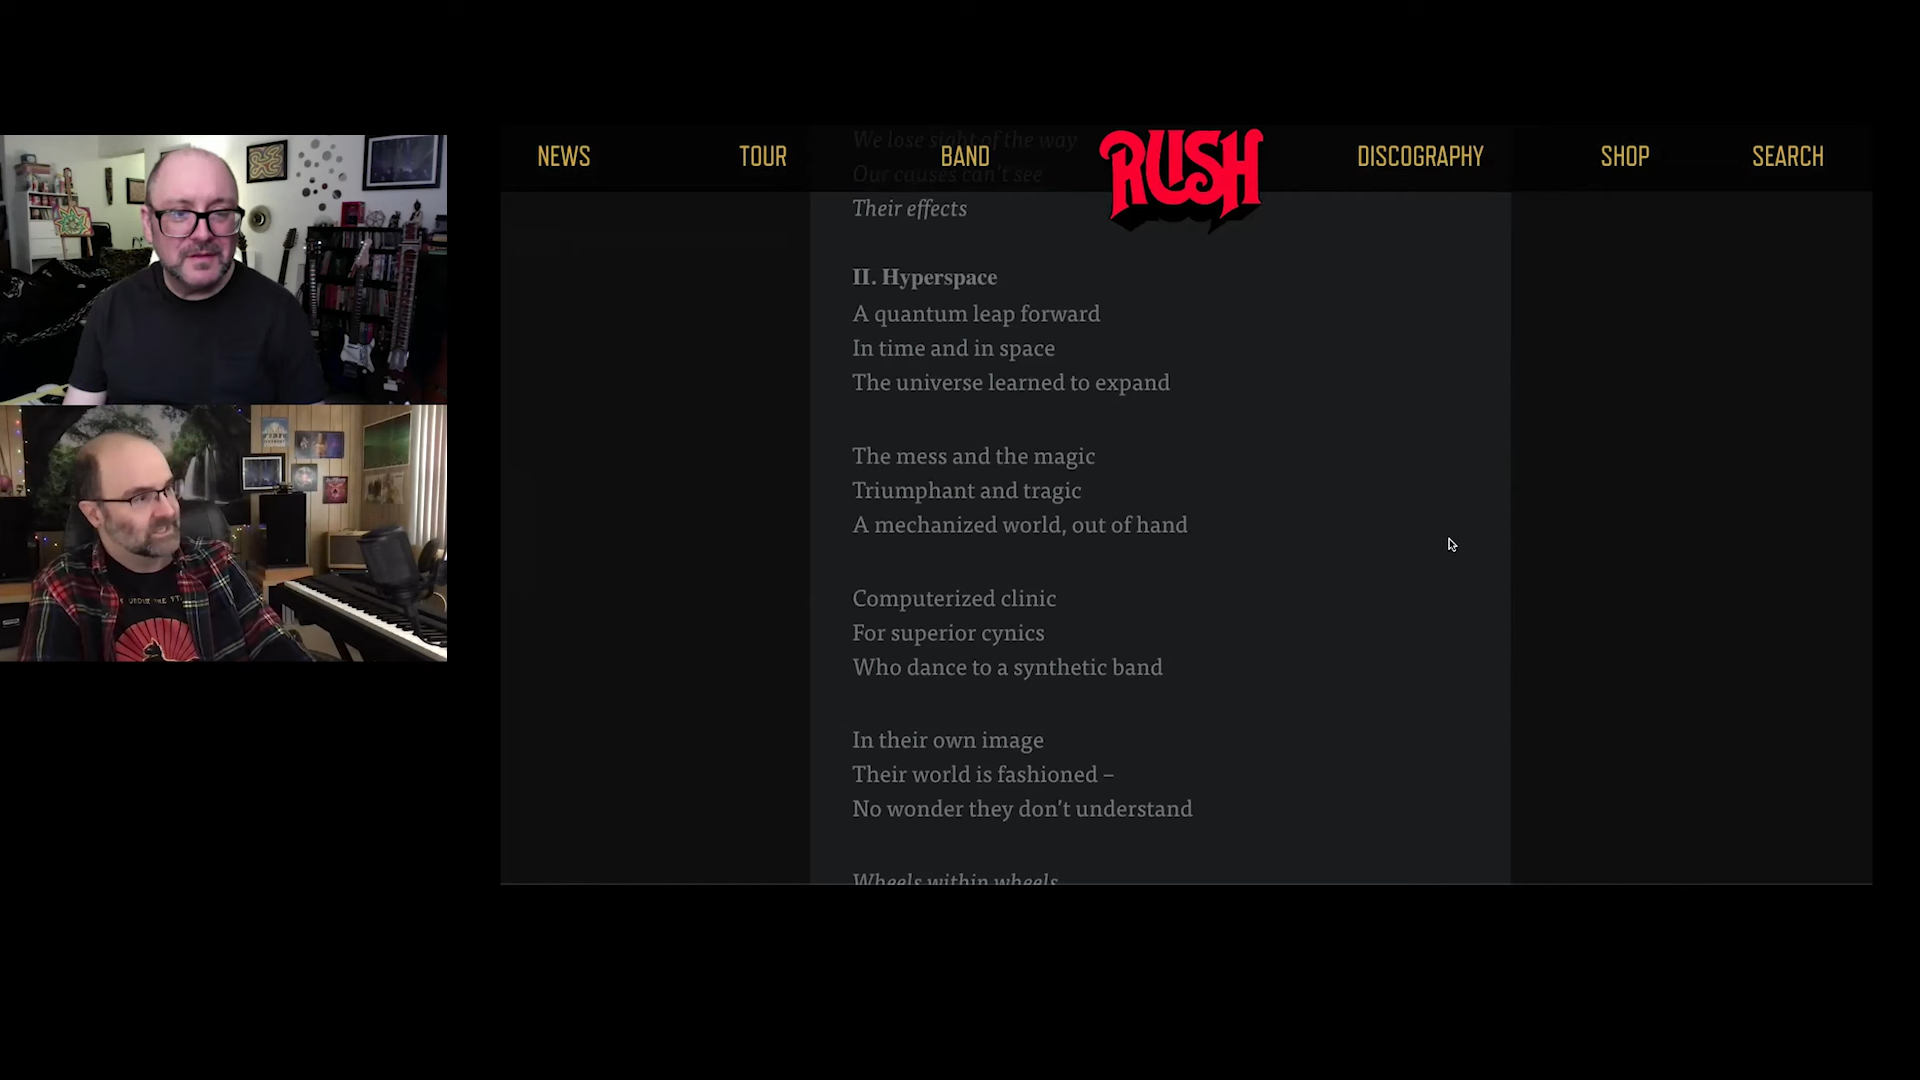 NEWS
TOUR
BAND
RUSH
DISCOGRAPHY
SHOP
SEARCH
We lose sight of the way
Our causes can't see
Their effects
II. Hyperspace
A quantum leap forward
In time and in space
The universe learned to expand
The mess and the magic
Triumphant and tragic
A mechanized world, out of hand
Computerized clinic
For superior cynics
Who dance to a synthetic band
In their own image
Their world is fashioned –
No wonder they don't understand
Wheels within wheels